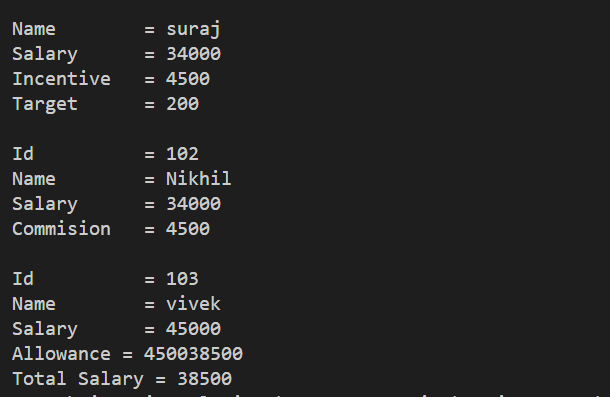 Name = suraj
Salary = 34000
Incentive = 4500
Target = 200
Id = 102
Name = Nikhil
Salary = 34000
Commision = 4500
Id = 103
Name = vivek
Salary = 45000
Allowance = 450038500
Total Salary = 38500